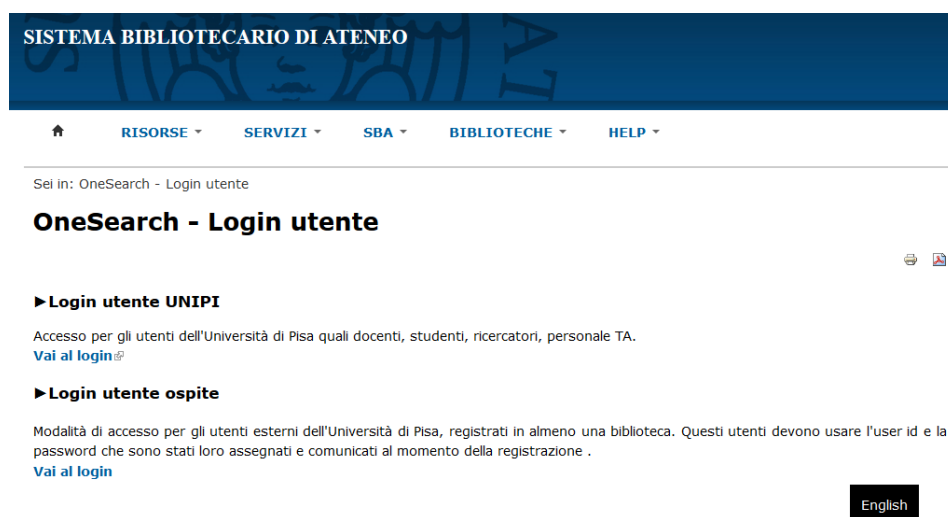 SISTEMA BIBLIOTECARIO DI ATENEO
RISORSE SERVIZI SBA BIBLIOTECHE HELP
Sei in: OneSearch - Login utente
OneSearch - Login utente
►Login utente UNIPI
Accesso per gli utenti dell'Università di Pisa quali docenti, studenti, ricercatori, personale TA.
Vai al login
►Login utente ospite
Modalità di accesso per gli utenti esterni dell'Università di Pisa, registrati in almeno una biblioteca. Questi utenti devono usare l'user id e la
password che sono stati loro assegnati e comunicati al momento della registrazione .
Vai al login
English